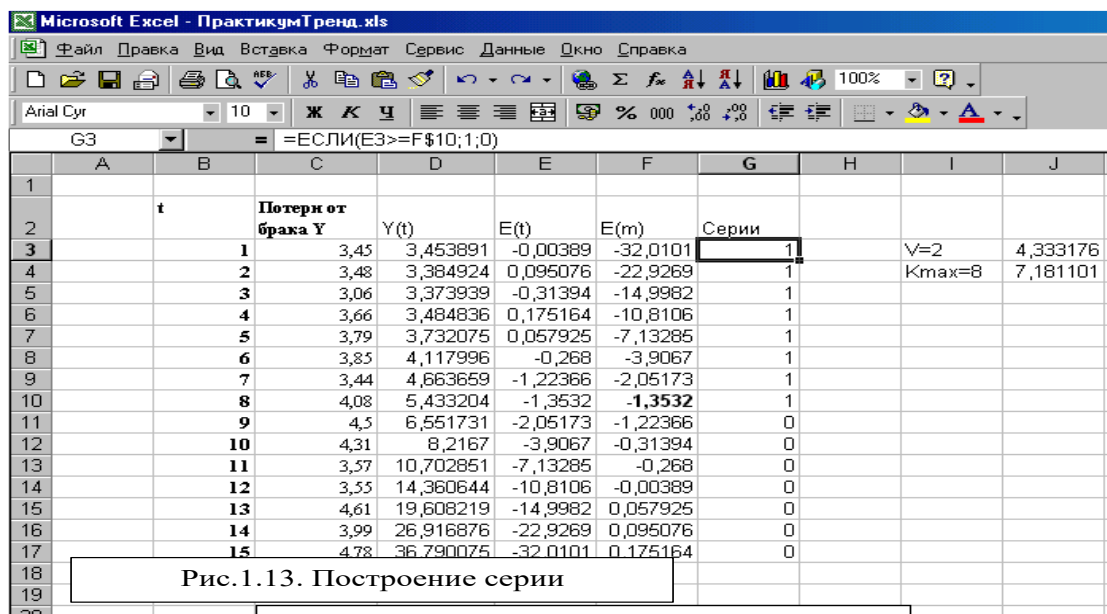 Microsoft Excel - ПрактикумТренд.xls
Файл Правка Вид Вставка Формат Сервис Данные Окно Справка
100%
Arial Cyr 10 Ж К Ч % 000
G3 = =ЕСЛИ(E3>=F$10;1;0)
A B C D E F G H I J
1
2 t Потери от брака Y Y(t) E(t) E(m) Серии
3 1 3,45 3,453891 -0,00389 -32,0101 1 V=2 4,333176
4 2 3,48 3,384924 0,095076 -22,9269 1 Kmax=8 7,181101
5 3 3,06 3,373939 -0,31394 -14,9982 1
6 4 3,66 3,484836 0,175164 -10,8106 1
7 5 3,79 3,732075 0,057925 -7,13285 1
8 6 3,85 4,117996 -0,268 -3,9067 1
9 7 3,44 4,663659 -1,22366 -2,05173 1
10 8 4,08 5,433204 -1,3532 -1,3532 1
11 9 4,5 6,551731 -2,05173 -1,22366 0
12 10 4,31 8,2167 -3,9067 -0,31394 0
13 11 3,57 10,702851 -7,13285 -0,268 0
14 12 3,55 14,360644 -10,8106 -0,00389 0
15 13 4,61 19,608219 -14,9982 0,057925 0
16 14 3,99 26,916876 -22,9269 0,095076 0
17 15 4,78 36,790075 -32,0101 0,175164 0
18
Рис.1.13. Построение серии
19